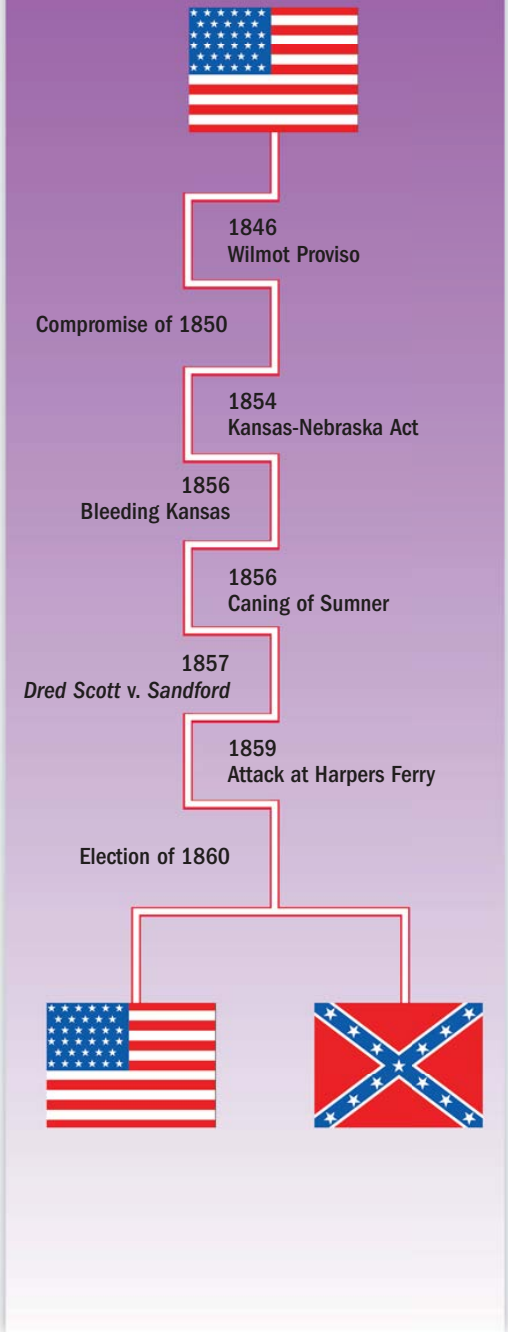 1846
Wilmot Proviso
Compromise of 1850
1854
Kansas-Nebraska Act
1856
Bleeding Kansas
1856
Caning of Sumner
1857
Dred Scott v. Sandford
1859
Attack at Harpers Ferry
Election of 1860